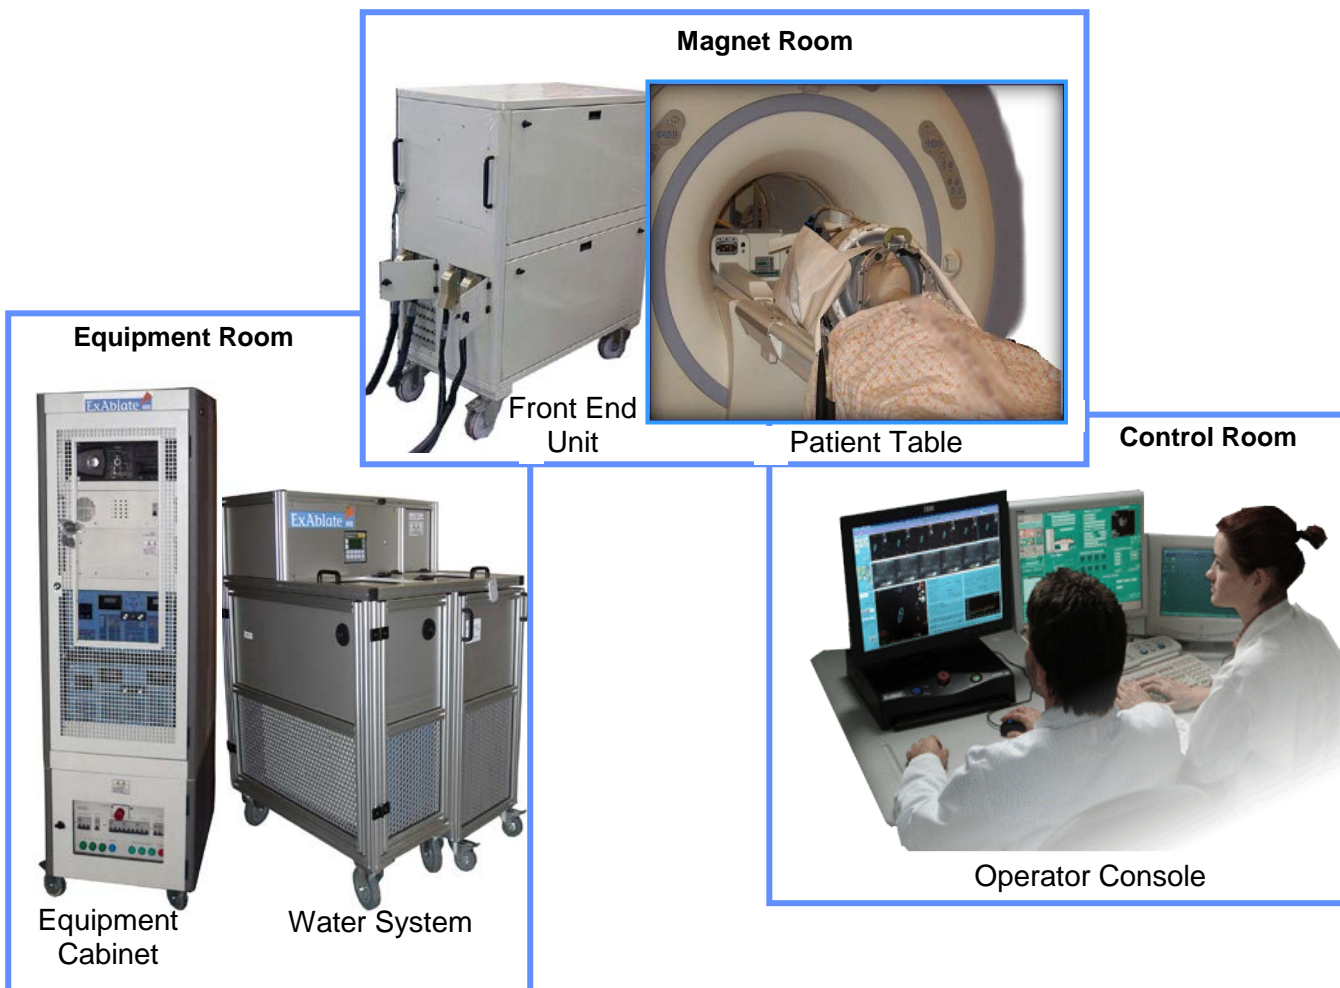 Magnet Room
Front End
Unit
Patient Table
Equipment Room
ExAblate
ExAblate
Equipment
Cabinet
Water System
Control Room
IBM
Operator Console